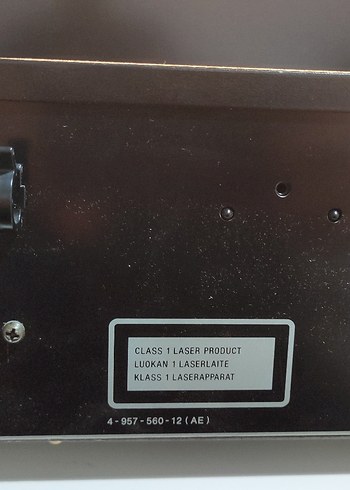 CLASS 1 LASER PRODUCT
LUOKAN 1 LASERLAITE
KLASS 1 LASERAPPARAT
4-957-560-12 (AE)